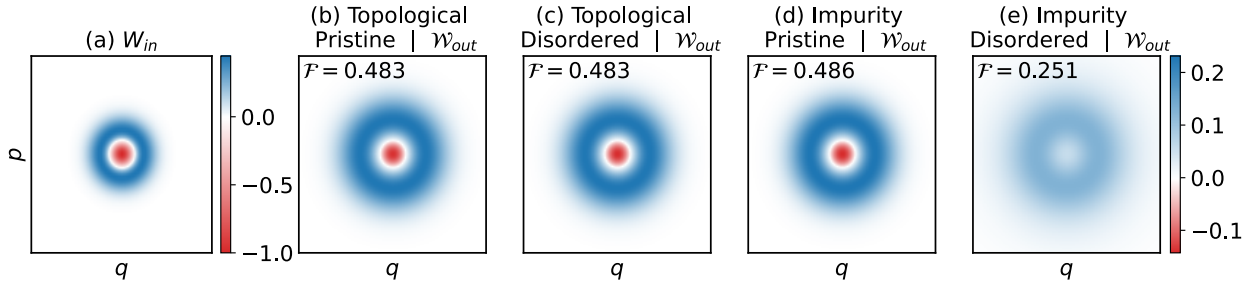 (a) W_in
(b) Topological
Pristine | 𝒲_out
(c) Topological
Disordered | 𝒲_out
(d) Impurity
Pristine | 𝒲_out
(e) Impurity
Disordered | 𝒲_out
ℱ = 0.483
ℱ = 0.483
ℱ = 0.486
ℱ = 0.251
p
0.0
−0.5
−1.0
0.2
0.1
0.0
−0.1
q
q
q
q
q